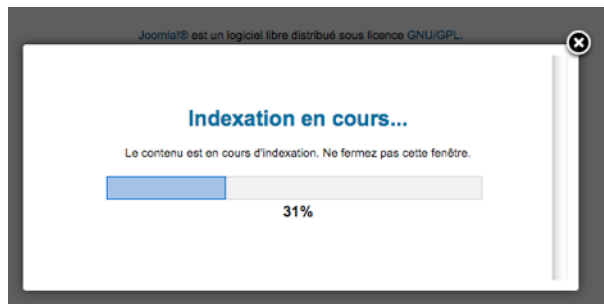 Joomla!® est un logiciel libre distribué sous licence GNU/GPL.
Indexation en cours...
Le contenu est en cours d'indexation. Ne fermez pas cette fenêtre.
31%